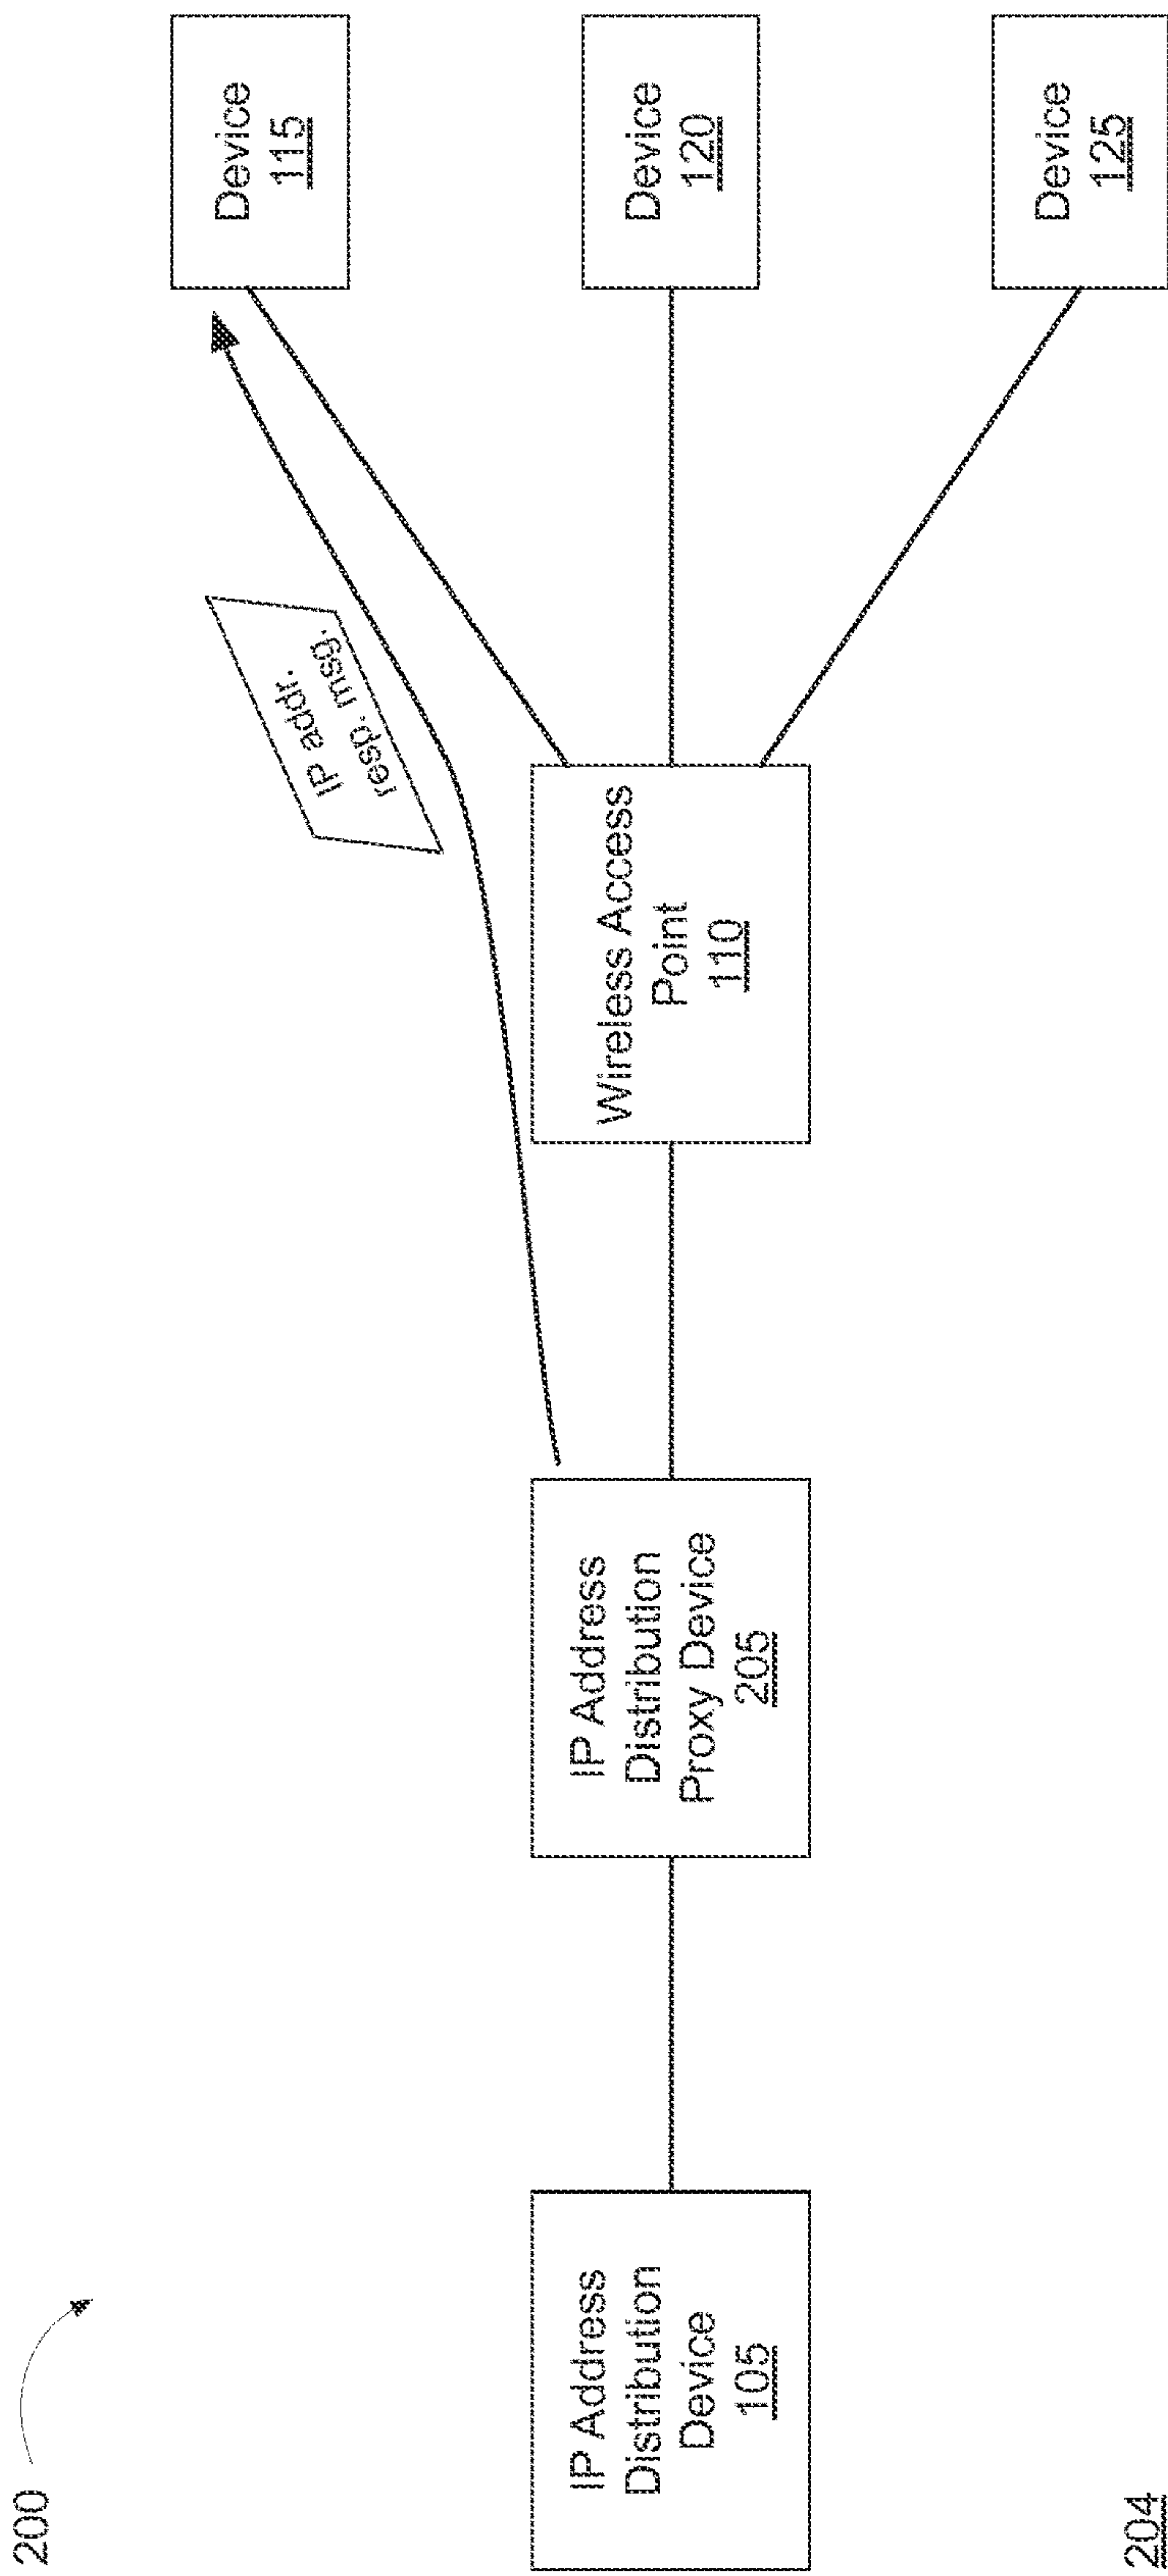 200
IP Address
Distribution
Device
105
IP Address
Distribution
Proxy Device
205
Wireless Access
Point
110
IP addr.
resp. msg.
Device
115
Device
120
Device
125
204